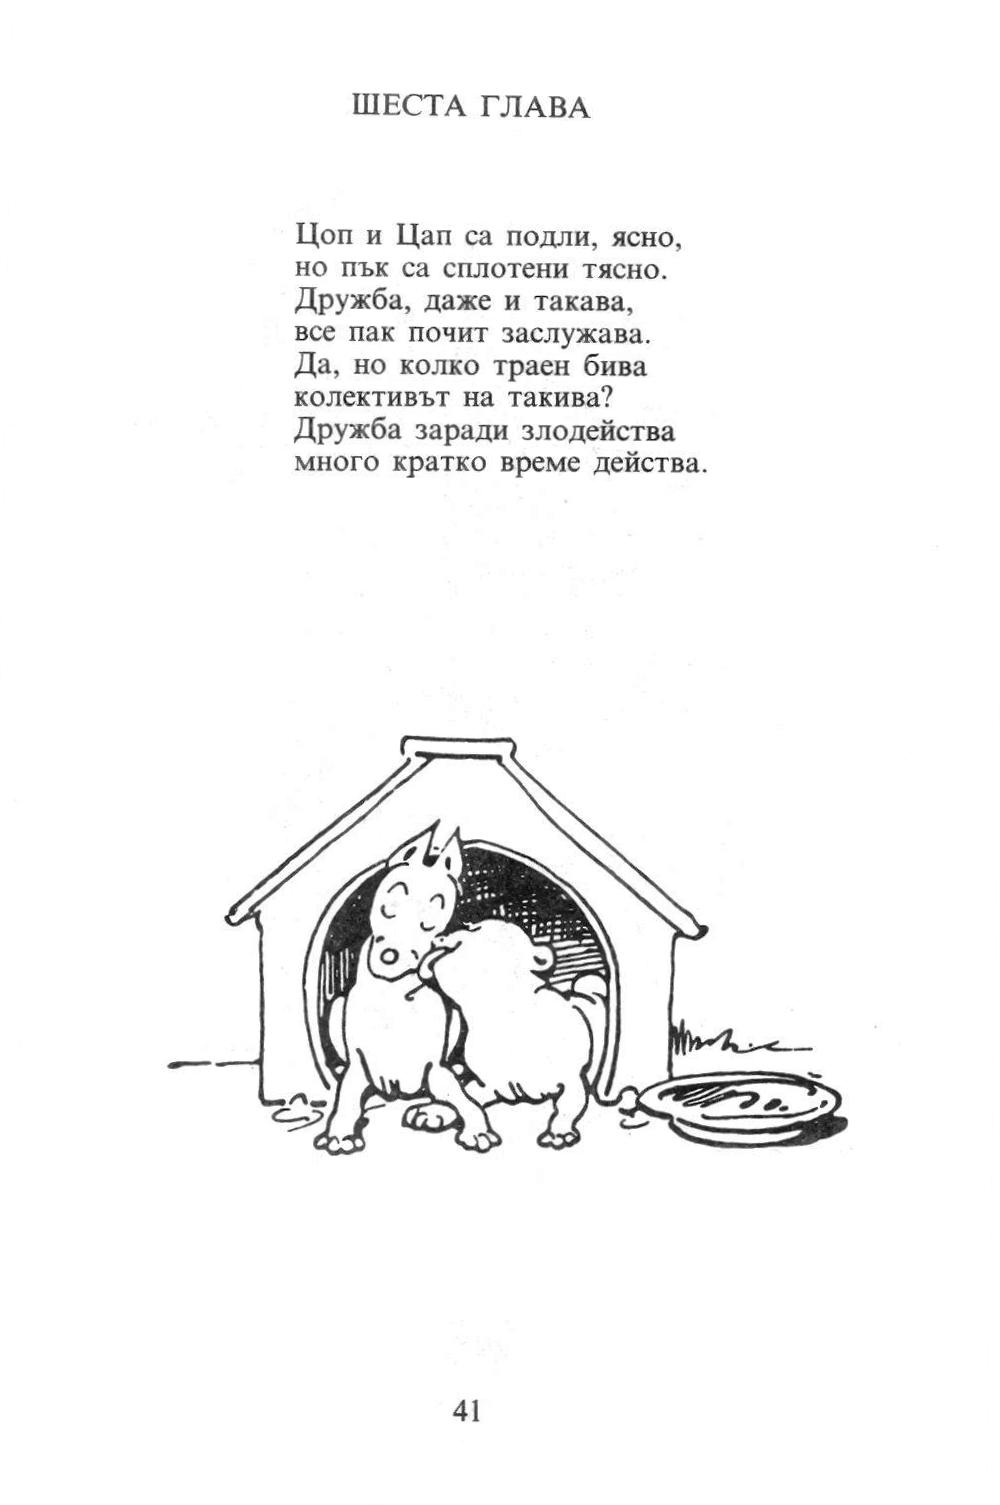 ШЕСТА ГЛАВА
Цоп и Цап са подли, ясно,
но пък са сплотени тясно.
Дружба, даже и такава,
все пак почит заслужава.
Да, но колко траен бива
колективът на такива?
Дружба заради злодейства
много кратко време действа.
41